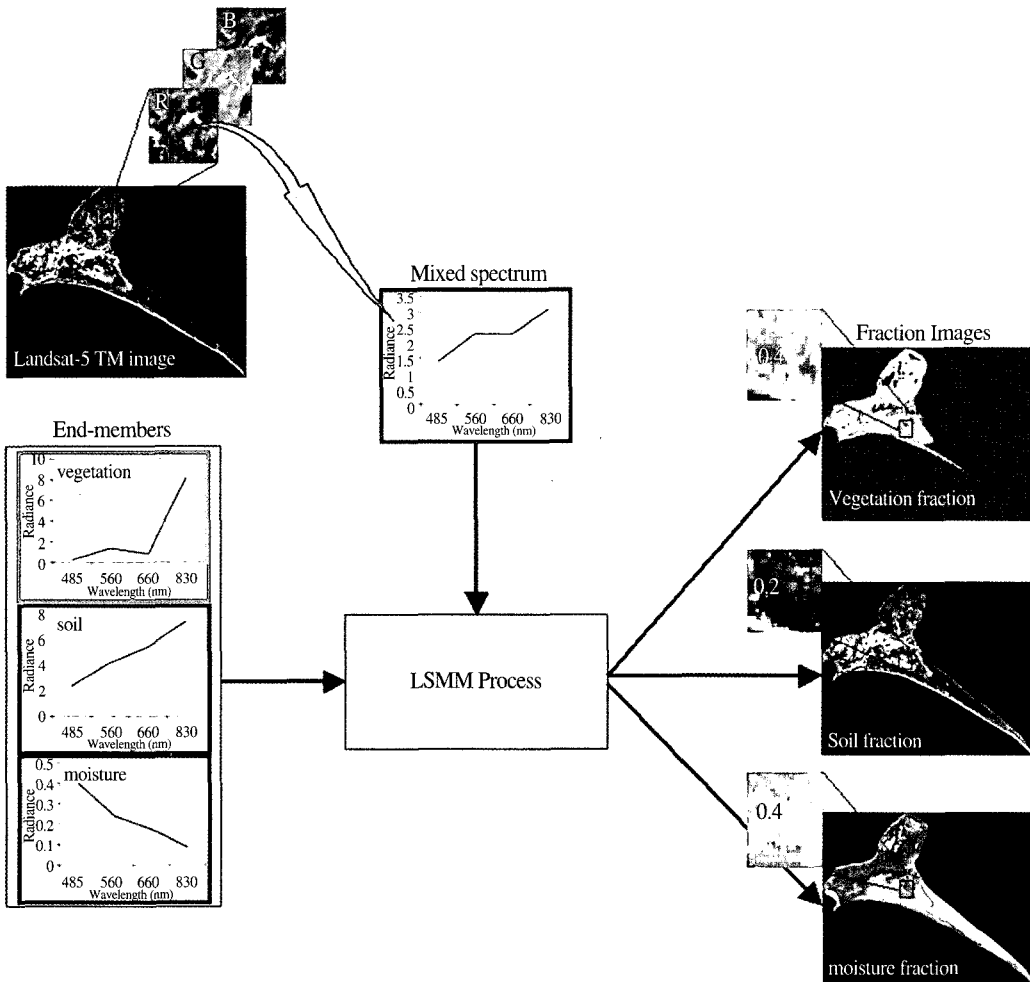 B
G
R
Landsat-5 TM image
Mixed spectrum
3.5
3
2.5
2
1.5
1
0.5
0
Radiance
485 560 660 830
Wavelength (nm)
End-members
vegetation
10
8
6
4
2
0
Radiance
485 560 660 830
Wavelength (nm)
soil
8
6
4
2
0
Radiance
485 560 660 830
Wavelength (nm)
moisture
0.5
0.4
0.3
0.2
0.1
0
Radiance
485 560 660 830
Wavelength (nm)
LSMM Process
Fraction Images
0.4
Vegetation fraction
0.2
Soil fraction
0.4
moisture fraction